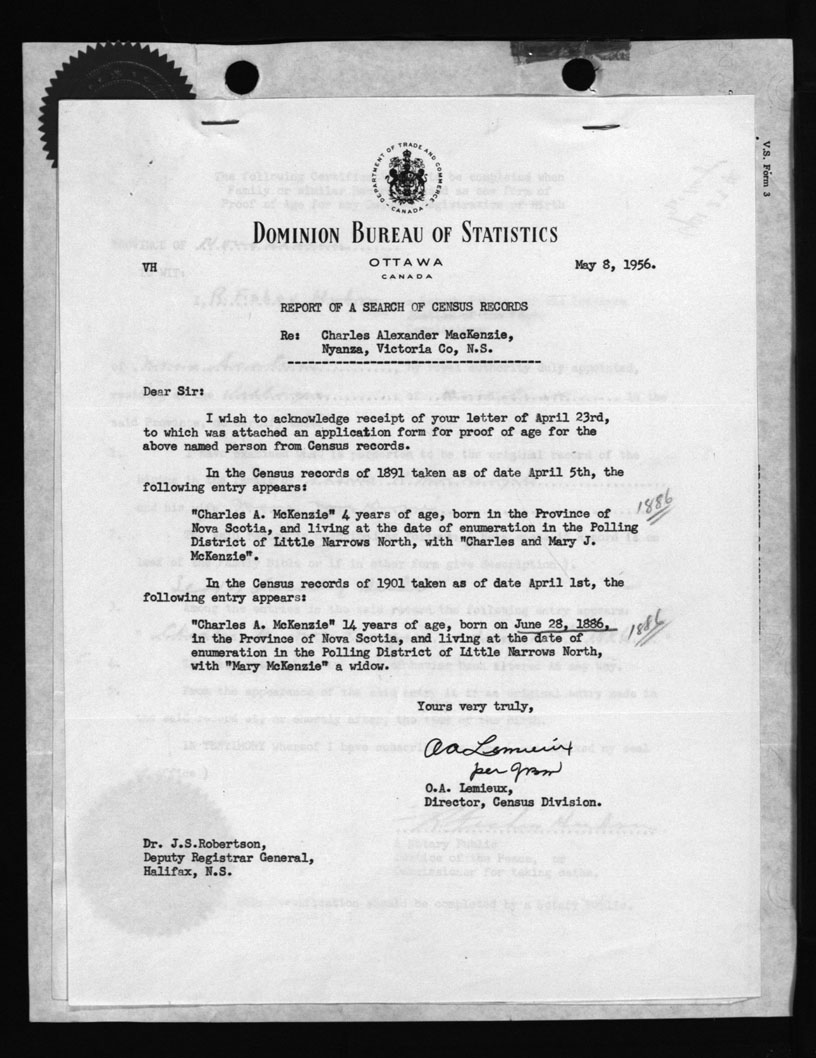 V.S. Form 3
DEPARTMENT OF TRADE AND COMMERCE
CANADA
DOMINION BUREAU OF STATISTICS
OTTAWA
CANADA
VH
May 8, 1956.
REPORT OF A SEARCH OF CENSUS RECORDS
Re: Charles Alexander MacKenzie,
Nyanza, Victoria Co, N.S.
Dear Sir:
I wish to acknowledge receipt of your letter of April 23rd,
to which was attached an application form for proof of age for the
above named person from Census records.
In the Census records of 1891 taken as of date April 5th, the
following entry appears:
"Charles A. McKenzie" 4 years of age, born in the Province of
Nova Scotia, and living at the date of enumeration in the Polling
District of Little Narrows North, with "Charles and Mary J.
McKenzie".
1886
In the Census records of 1901 taken as of date April 1st, the
following entry appears:
"Charles A. McKenzie" 14 years of age, born on June 28, 1886,
in the Province of Nova Scotia, and living at the date of
enumeration in the Polling District of Little Narrows North,
with "Mary McKenzie" a widow.
1886
Yours very truly,
OA Lemieux
per
O.A. Lemieux,
Director, Census Division.
Dr. J.S.Robertson,
Deputy Registrar General,
Halifax, N.S.